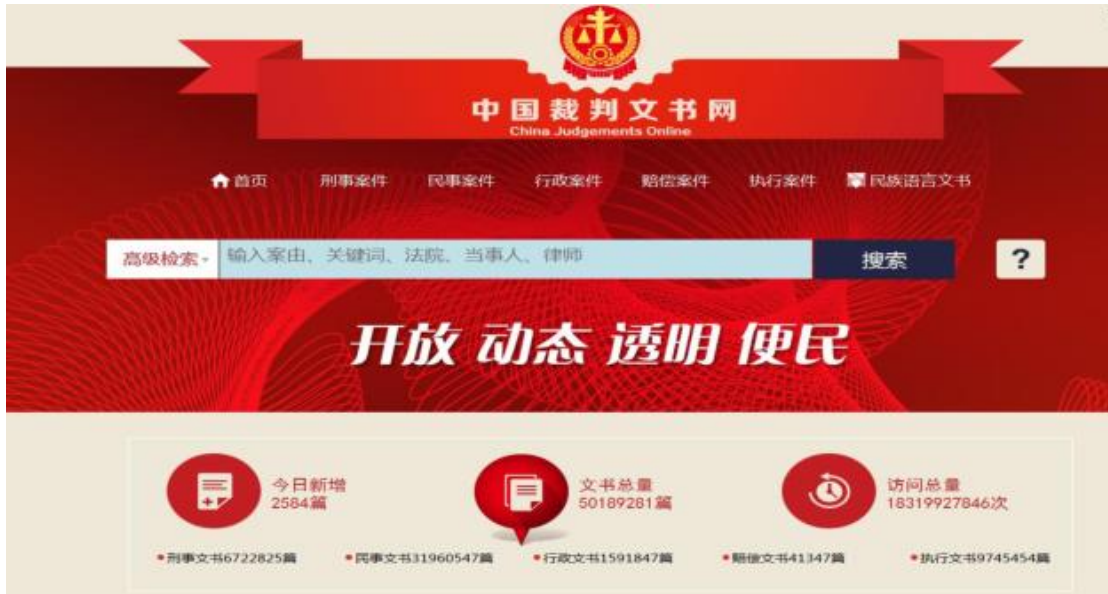 中国裁判文书网
China Judgements Online
首页 刑事案件 民事案件 行政案件 赔偿案件 执行案件 民族语言文书
高级检索 输入案由、关键词、法院、当事人、律师 搜索 ?
开放 动态 透明 便民
今日新增 文书总量 访问总量
2584篇 50189281篇 18319927846次
•刑事文书6722825篇 •民事文书31960547篇 •行政文书1591847篇 •赔偿文书41347篇 •执行文书9745454篇